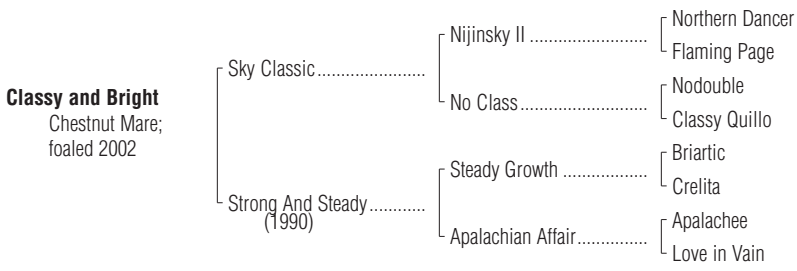 Northern Dancer
Nijinsky II ..........................
Flaming Page
Sky Classic.......................
Nodouble
Classy and Bright
No Class...........................
Chestnut Mare;
Classy Quillo
foaled 2002
Briartic
Steady Growth ..................
Crelita
Strong And Steady............
(1990)
Apalachee
Apalachian Affair...............
Love in Vain